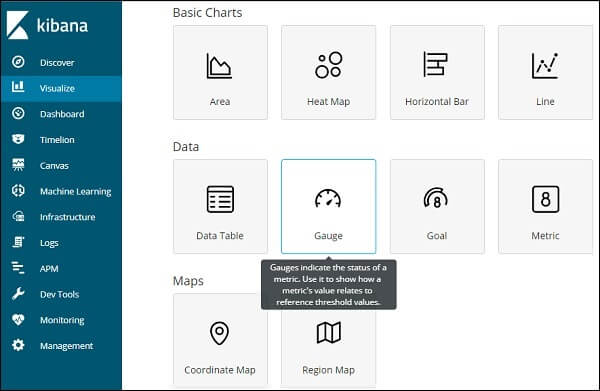 kibana
Discover
Visualize
Dashboard
Timelion
Canvas
Machine Learning
Infrastructure
Logs
APM
Dev Tools
Monitoring
Management
Basic Charts
Area
Heat Map
Horizontal Bar
Line
Data
Data Table
Gauge
8
Goal
8
Metric
Gauges indicate the status of a
metric. Use it to show how a
metric's value relates to
reference threshold values.
Maps
Coordinate Map
Region Map